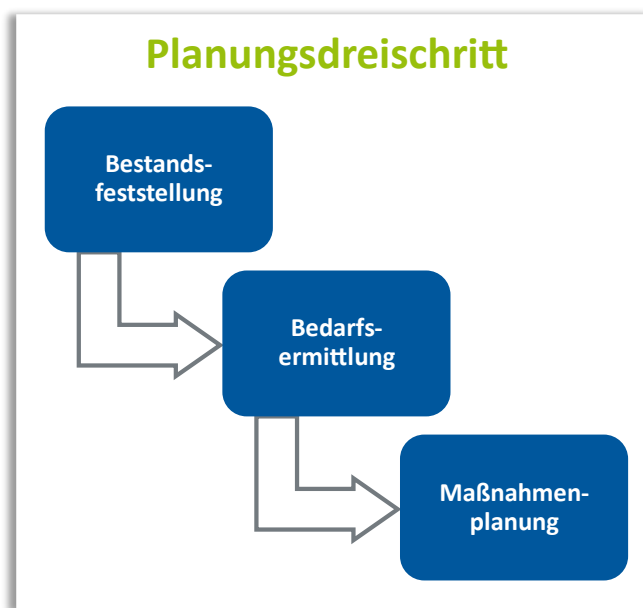 Planungsdreischritt
Bestands-
feststellung
Bedarfs-
ermittlung
Maßnahmen-
planung